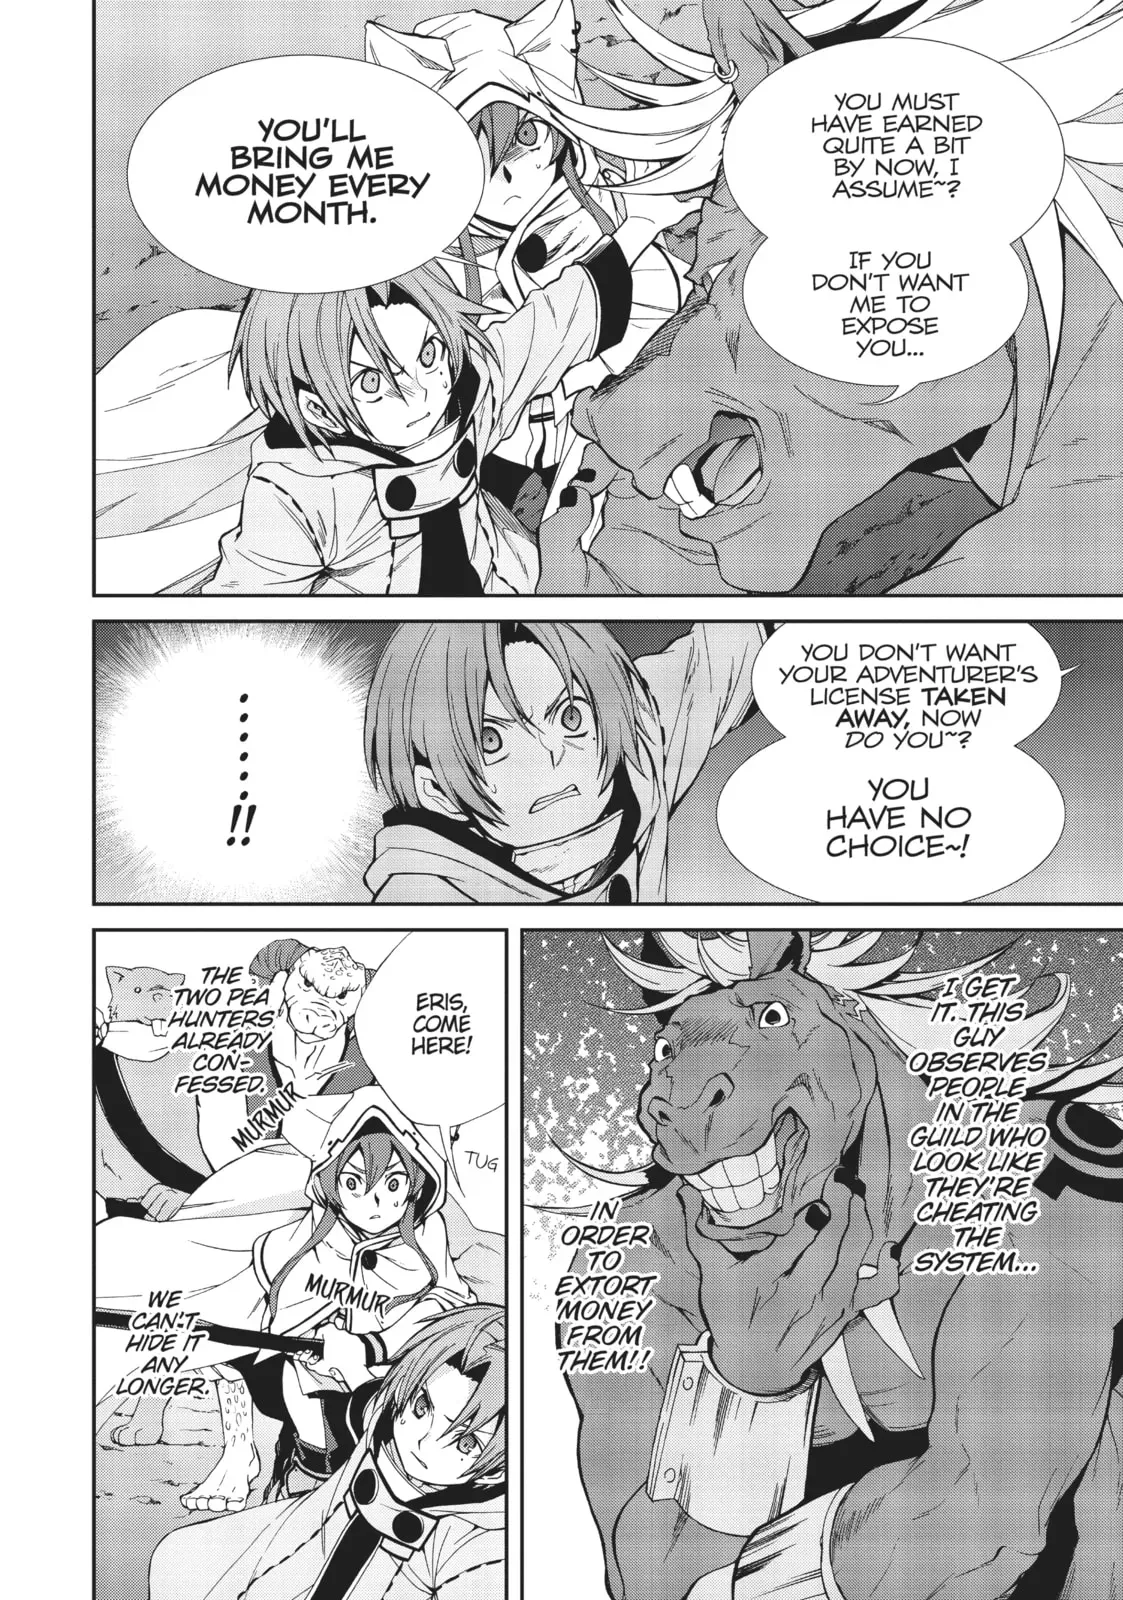 YOU MUST
HAVE EARNED
QUITE A BIT
BY NOW, I
ASSUME~?
IF YOU
DON'T WANT
ME TO
EXPOSE
YOU...
YOU'LL
BRING ME
MONEY EVERY
MONTH.
YOU DON'T WANT
YOUR ADVENTURER'S
LICENSE TAKEN
AWAY, NOW
DO YOU~?
YOU
HAVE NO
CHOICE~!
......!!
I GET
IT. THIS
GUY
OBSERVES
PEOPLE
IN THE
GUILD WHO
LOOK LIKE
THEY'RE
CHEATING
THE
SYSTEM...
IN
ORDER
TO
EXTORT
MONEY
FROM
THEM!!
ERIS,
COME
HERE!
TUG
THE
TWO PEA
HUNTERS
ALREADY
CON-
FESSED.
MURMUR
MURMUR
WE
CAN'T
HIDE IT
ANY
LONGER.